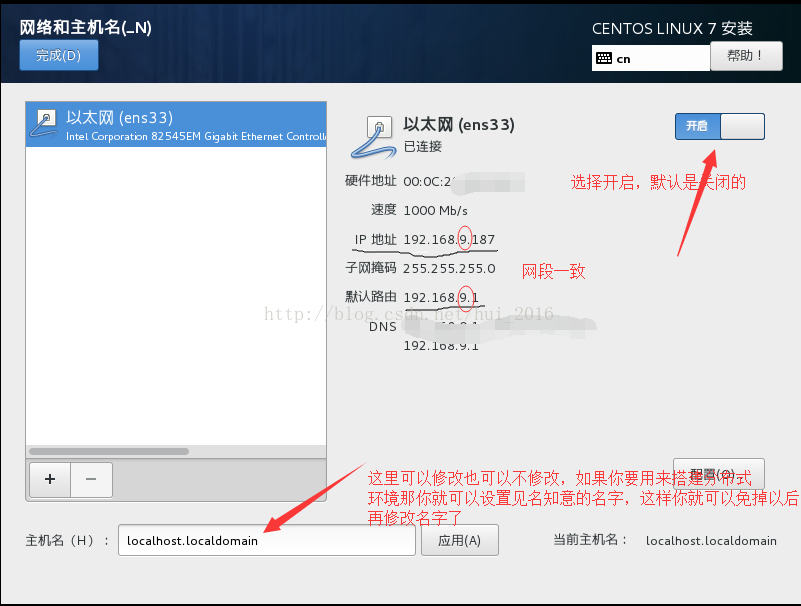 网络和主机名(_N)
CENTOS LINUX 7 安装
完成(D)
cn
帮助！
以太网 (ens33)
Intel Corporation 82545EM Gigabit Ethernet Controlle
以太网 (ens33)
已连接
开启
硬件地址 00:0C:2
选择开启，默认是关闭的
速度 1000 Mb/s
IP 地址 192.168.9.187
子网掩码 255.255.255.0
网段一致
默认路由 192.168.9.1
http://blog.csdn.net/hui_2016
DNS
192.168.9.1
+ −
配置(O)
这里可以修改也可以不修改，如果你要用来搭建分布式
环境那你就可以设置见名知意的名字，这样你就可以免掉以后
再修改名字了
主机名（H）： localhost.localdomain 应用(A) 当前主机名： localhost.localdomain